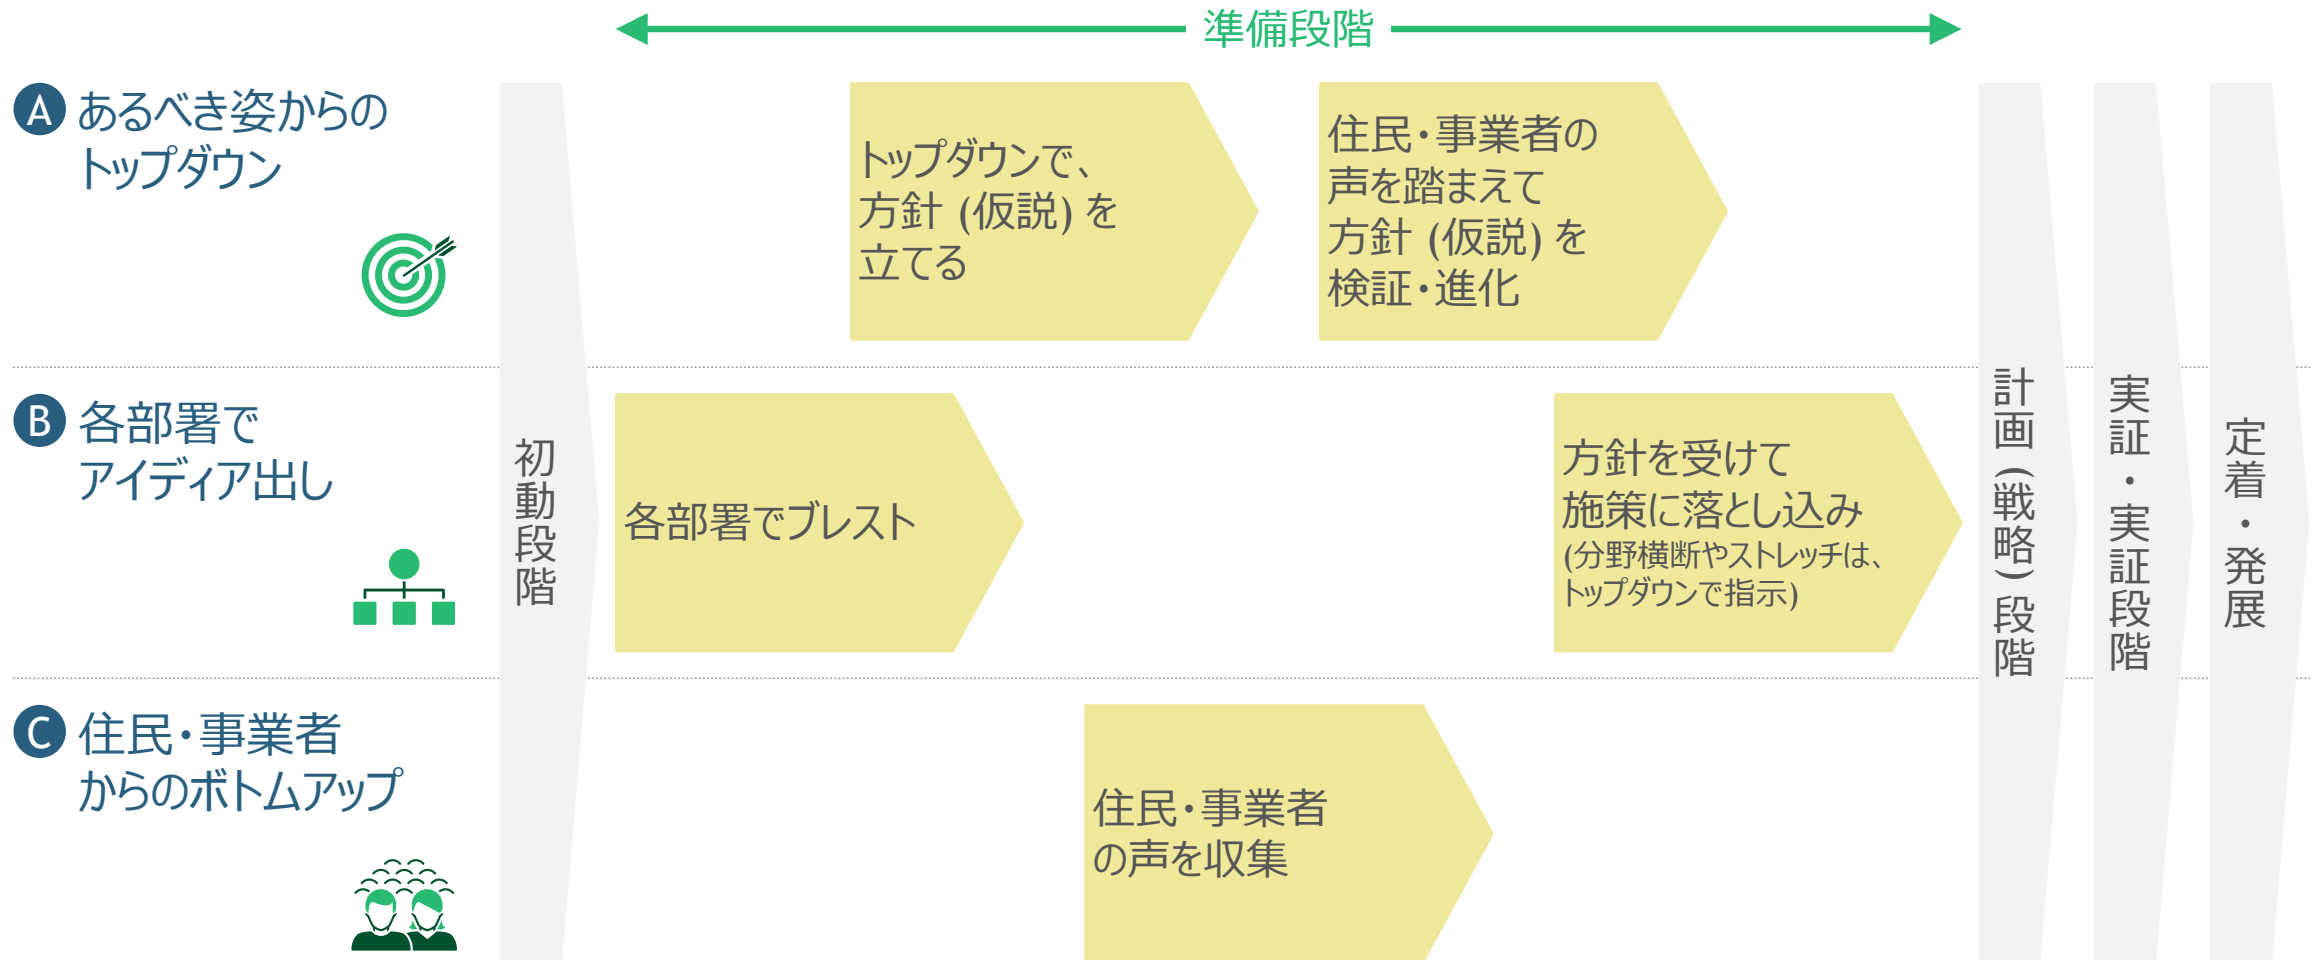 準備段階
A あるべき姿からの
トップダウン
トップダウンで、
方針 (仮説) を
立てる
住民・事業者の
声を踏まえて
方針 (仮説) を
検証・進化
B 各部署で
アイディア出し
各部署でブレスト
方針を受けて
施策に落とし込み
(分野横断やストレッチは、
トップダウンで指示)
C 住民・事業者
からのボトムアップ
住民・事業者
の声を収集
初動段階
計画 (戦略) 段階
実証・実証段階
定着・発展